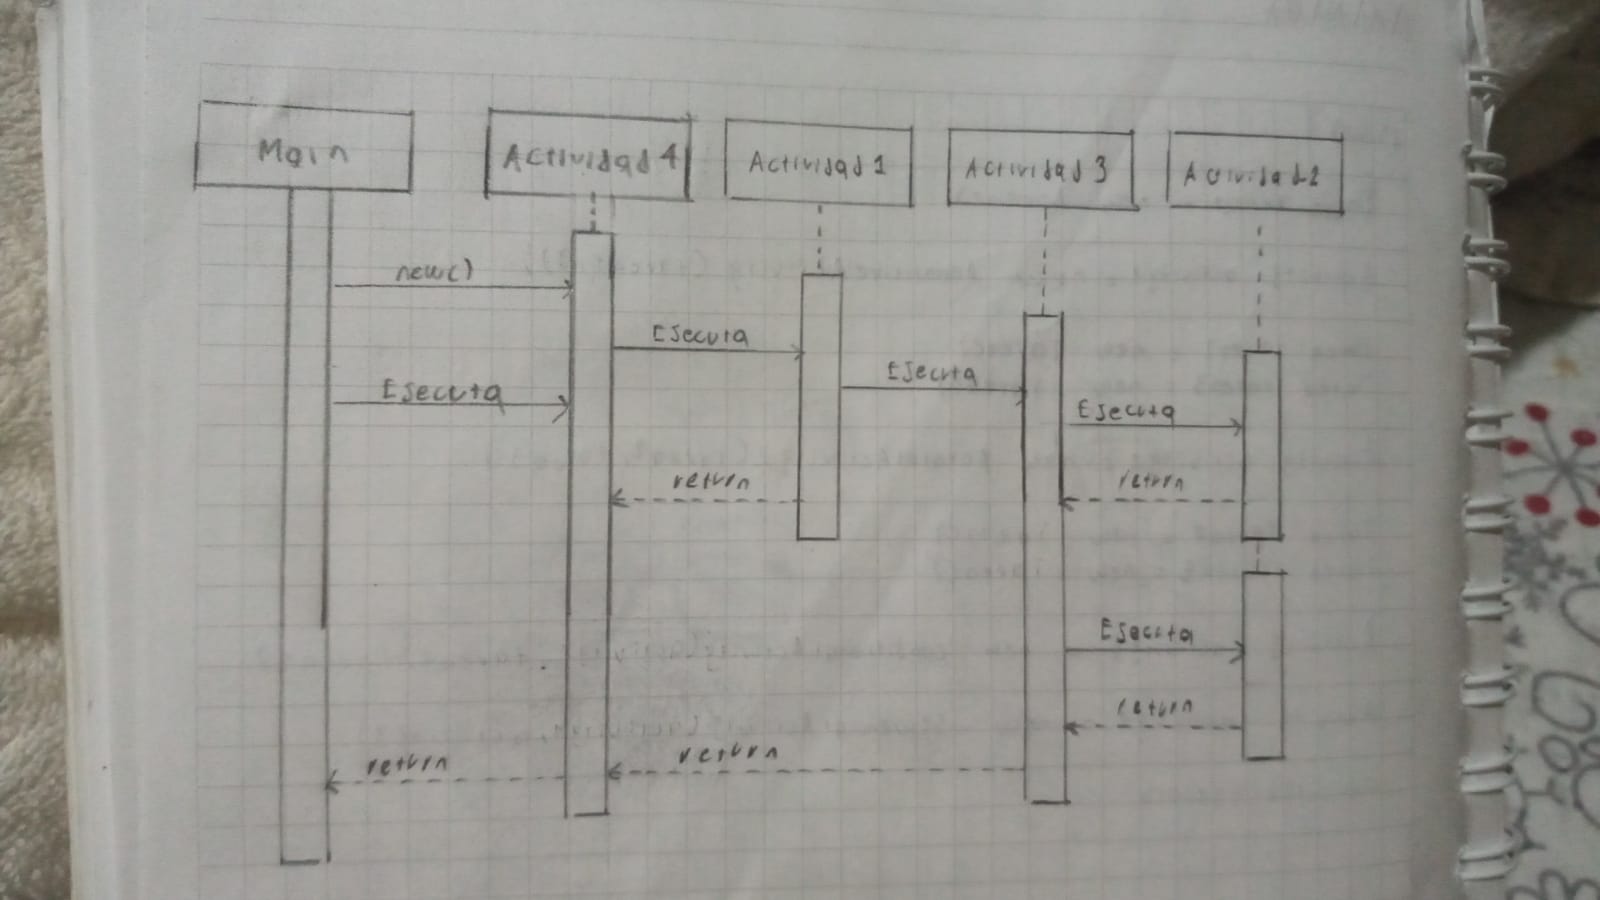 Main
Actividad 4
Actividad 1
Actividad 3
Actividad 2
new()
Ejecuta
Ejecuta
Ejecuta
Ejecuta
return
return
Ejecuta
return
return
return